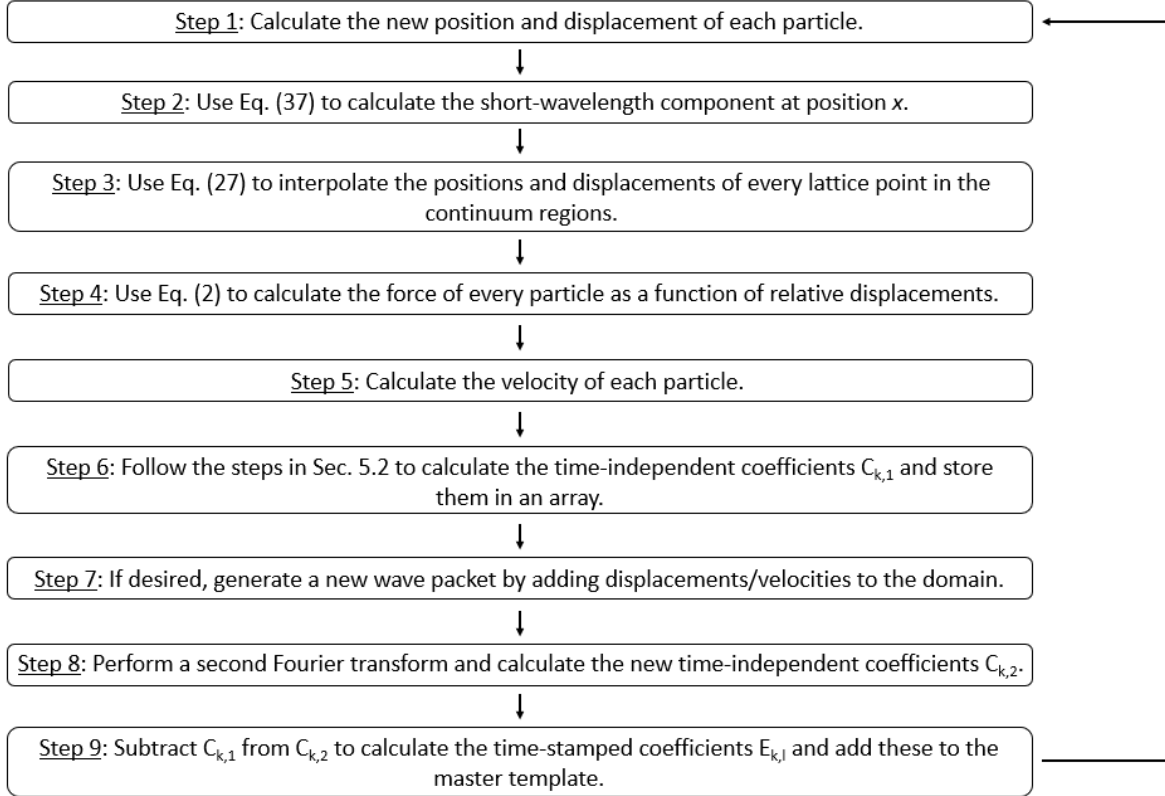 Step 1: Calculate the new position and displacement of each particle.
Step 2: Use Eq. (37) to calculate the short-wavelength component at position x.
Step 3: Use Eq. (27) to interpolate the positions and displacements of every lattice point in the
continuum regions.
Step 4: Use Eq. (2) to calculate the force of every particle as a function of relative displacements.
Step 5: Calculate the velocity of each particle.
Step 6: Follow the steps in Sec. 5.2 to calculate the time-independent coefficients Ck,1 and store
them in an array.
Step 7: If desired, generate a new wave packet by adding displacements/velocities to the domain.
Step 8: Perform a second Fourier transform and calculate the new time-independent coefficients Ck,2.
Step 9: Subtract Ck,1 from Ck,2 to calculate the time-stamped coefficients Ek,l and add these to the
master template.